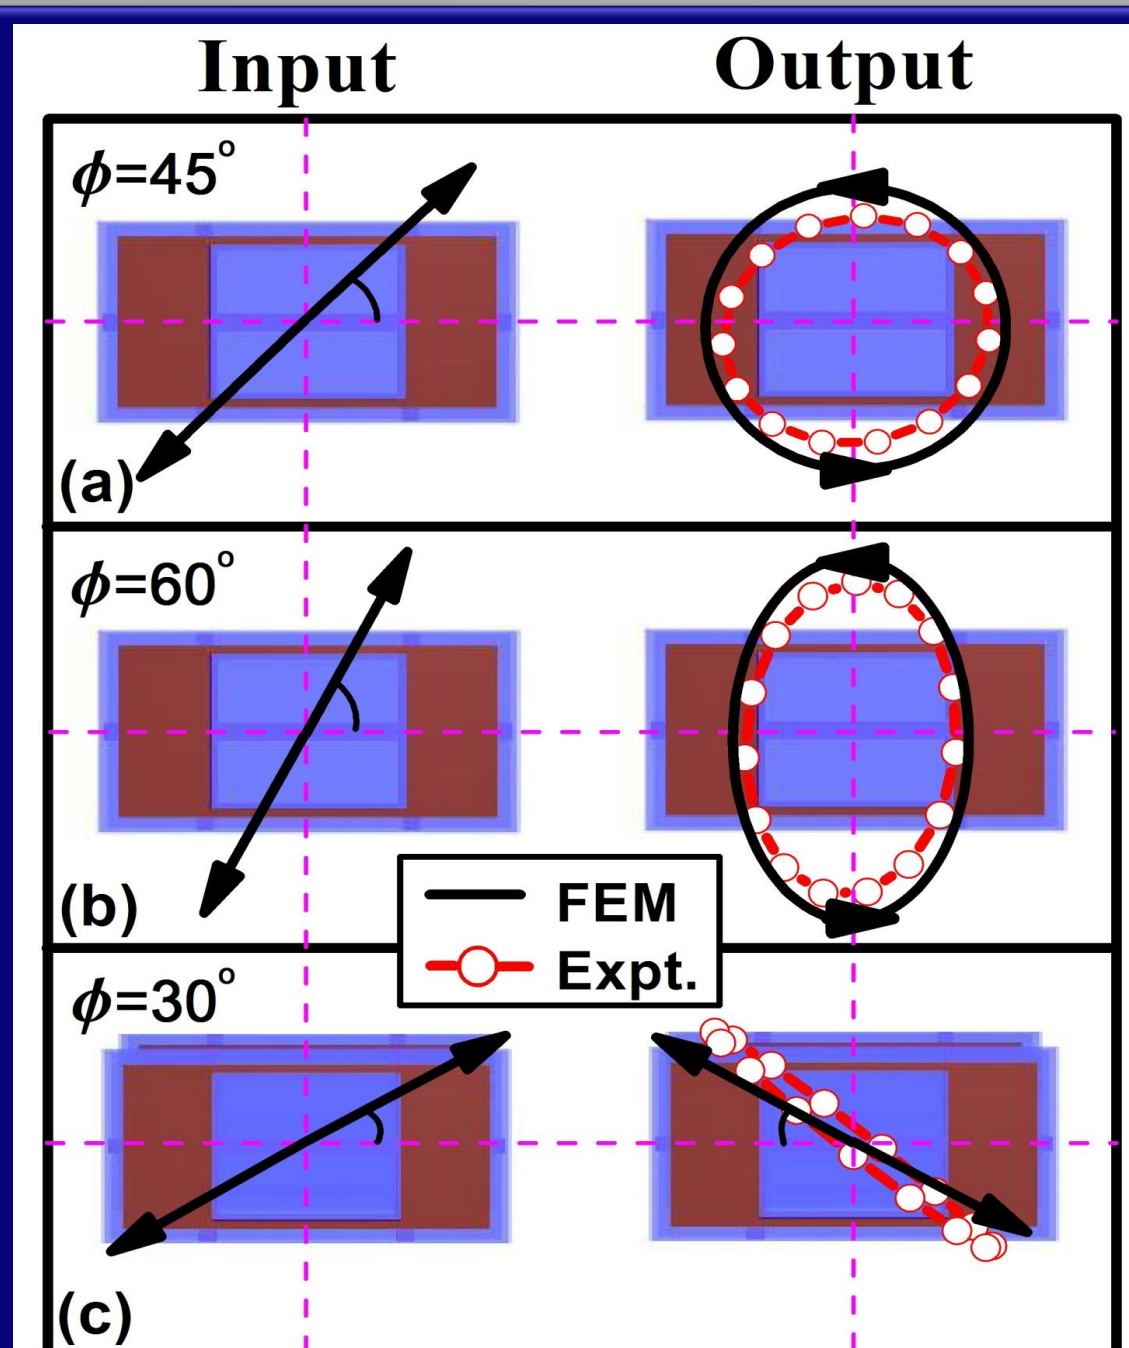 Input Output
ϕ=45°
(a)
ϕ=60°
(b)
FEM
Expt.
ϕ=30°
(c)